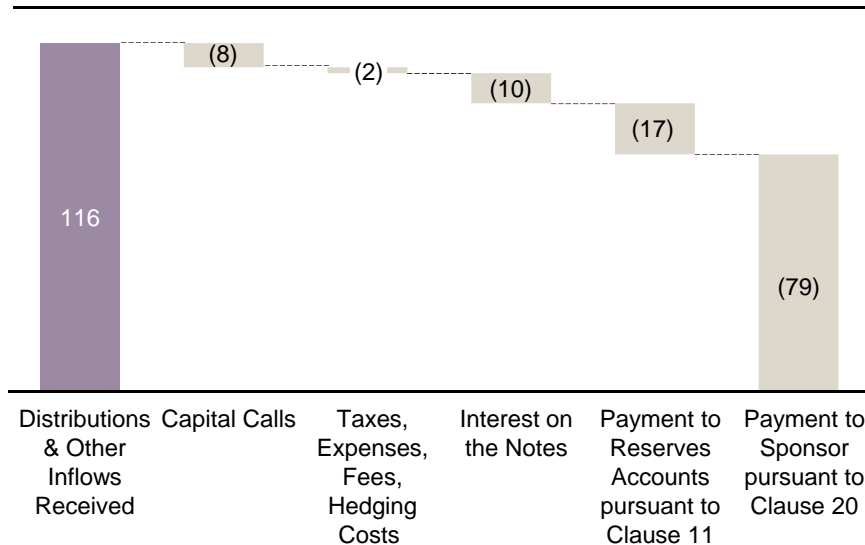 (8)
(2)
(10)
(17)
116
(79)
Distributions
& Other
Inflows
Received
Capital Calls
Taxes,
Expenses,
Fees,
Hedging
Costs
Interest on
the Notes
Payment to
Reserves
Accounts
pursuant to
Clause 11
Payment to
Sponsor
pursuant to
Clause 20